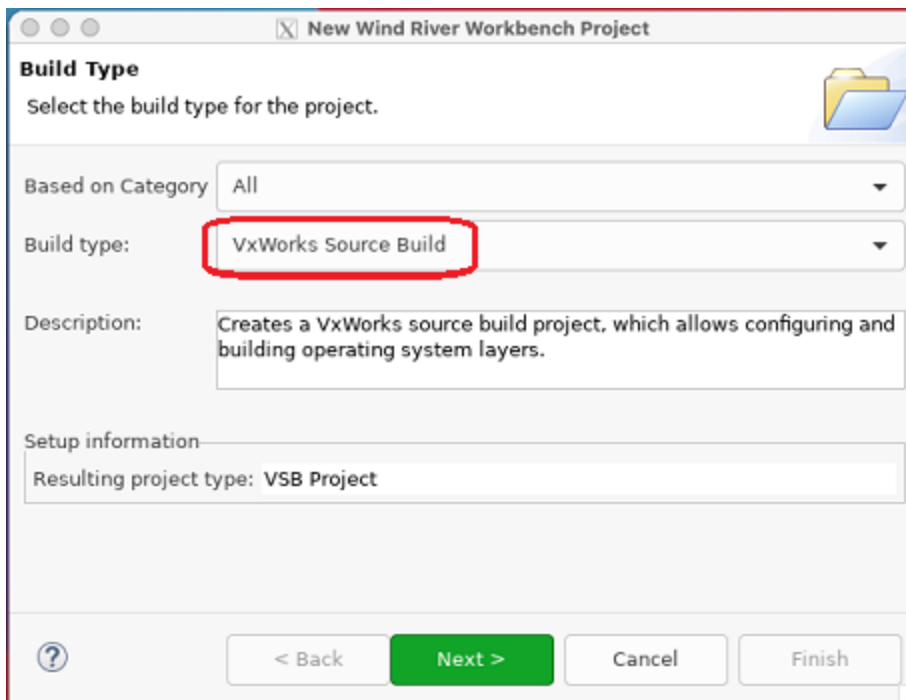 New Wind River Workbench Project
Build Type
Select the build type for the project.
Based on Category All
Build type: VxWorks Source Build
Description: Creates a VxWorks source build project, which allows configuring and
building operating system layers.
Setup information
Resulting project type: VSB Project
? < Back Next > Cancel Finish